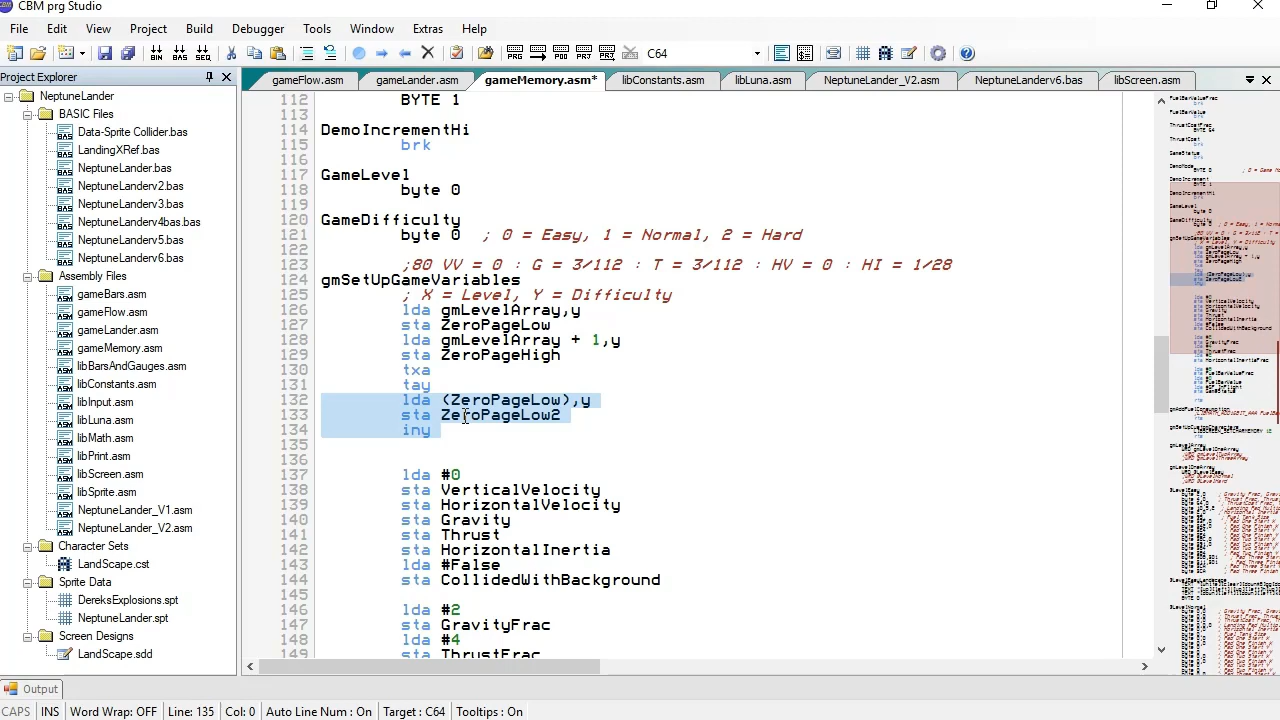 CBM prg Studio
File Edit View Project Build Debugger Tools Window Extras Help
C64
Project Explorer
gameFlow.asm gameLander.asm gameMemory.asm* libConstants.asm libLuna.asm NeptuneLander_V2.asm NeptuneLanderv6.bas libScreen.asm
NeptuneLander
BASIC Files
Data-Sprite Collider.bas
LandingXRef.bas
NeptuneLander.bas
NeptuneLanderv2.bas
NeptuneLanderv3.bas
NeptuneLanderv4bas.bas
NeptuneLanderv5.bas
NeptuneLanderv6.bas
Assembly Files
gameBars.asm
gameFlow.asm
gameLander.asm
gameMemory.asm
libBarsAndGauges.asm
libConstants.asm
libInput.asm
libLuna.asm
libMath.asm
libPrint.asm
libScreen.asm
libSprite.asm
NeptuneLander_V1.asm
NeptuneLander_V2.asm
Character Sets
LandScape.cst
Sprite Data
DereksExplosions.spt
NeptuneLander.spt
Screen Designs
LandScape.sdd
112 BYTE 1
113
114 DemoIncrementHi
115 brk
116
117 GameLevel
118 byte 0
119
120 GameDifficulty
121 byte 0 ; 0 = Easy, 1 = Normal, 2 = Hard
122
123 ;80 VV = 0 : G = 3/112 : T = 3/112 : HV = 0 : HI = 1/28
124 gmSetUpGameVariables
125 ; X = Level, Y = Difficulty
126 lda gmLevelArray,y
127 sta ZeroPageLow
128 lda gmLevelArray + 1,y
129 sta ZeroPageHigh
130 txa
131 tay
132 lda (ZeroPageLow),y
133 sta ZeroPageLow2
134 iny
135
136
137 lda #0
138 sta VerticalVelocity
139 sta HorizontalVelocity
140 sta Gravity
141 sta Thrust
142 sta HorizontalInertia
143 lda #False
144 sta CollidedWithBackground
145
146 lda #2
147 sta GravityFrac
148 lda #4
149 sta ThrustFrac
Output
CAPS INS Word Wrap: OFF Line: 135 Col: 0 Auto Line Num : On Target : C64 Tooltips : On